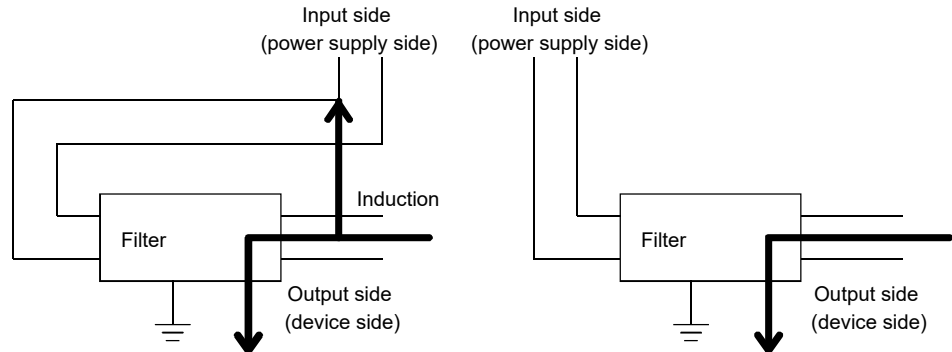 Input side
(power supply side)
Induction
Filter
Output side
(device side)
Input side
(power supply side)
Filter
Output side
(device side)